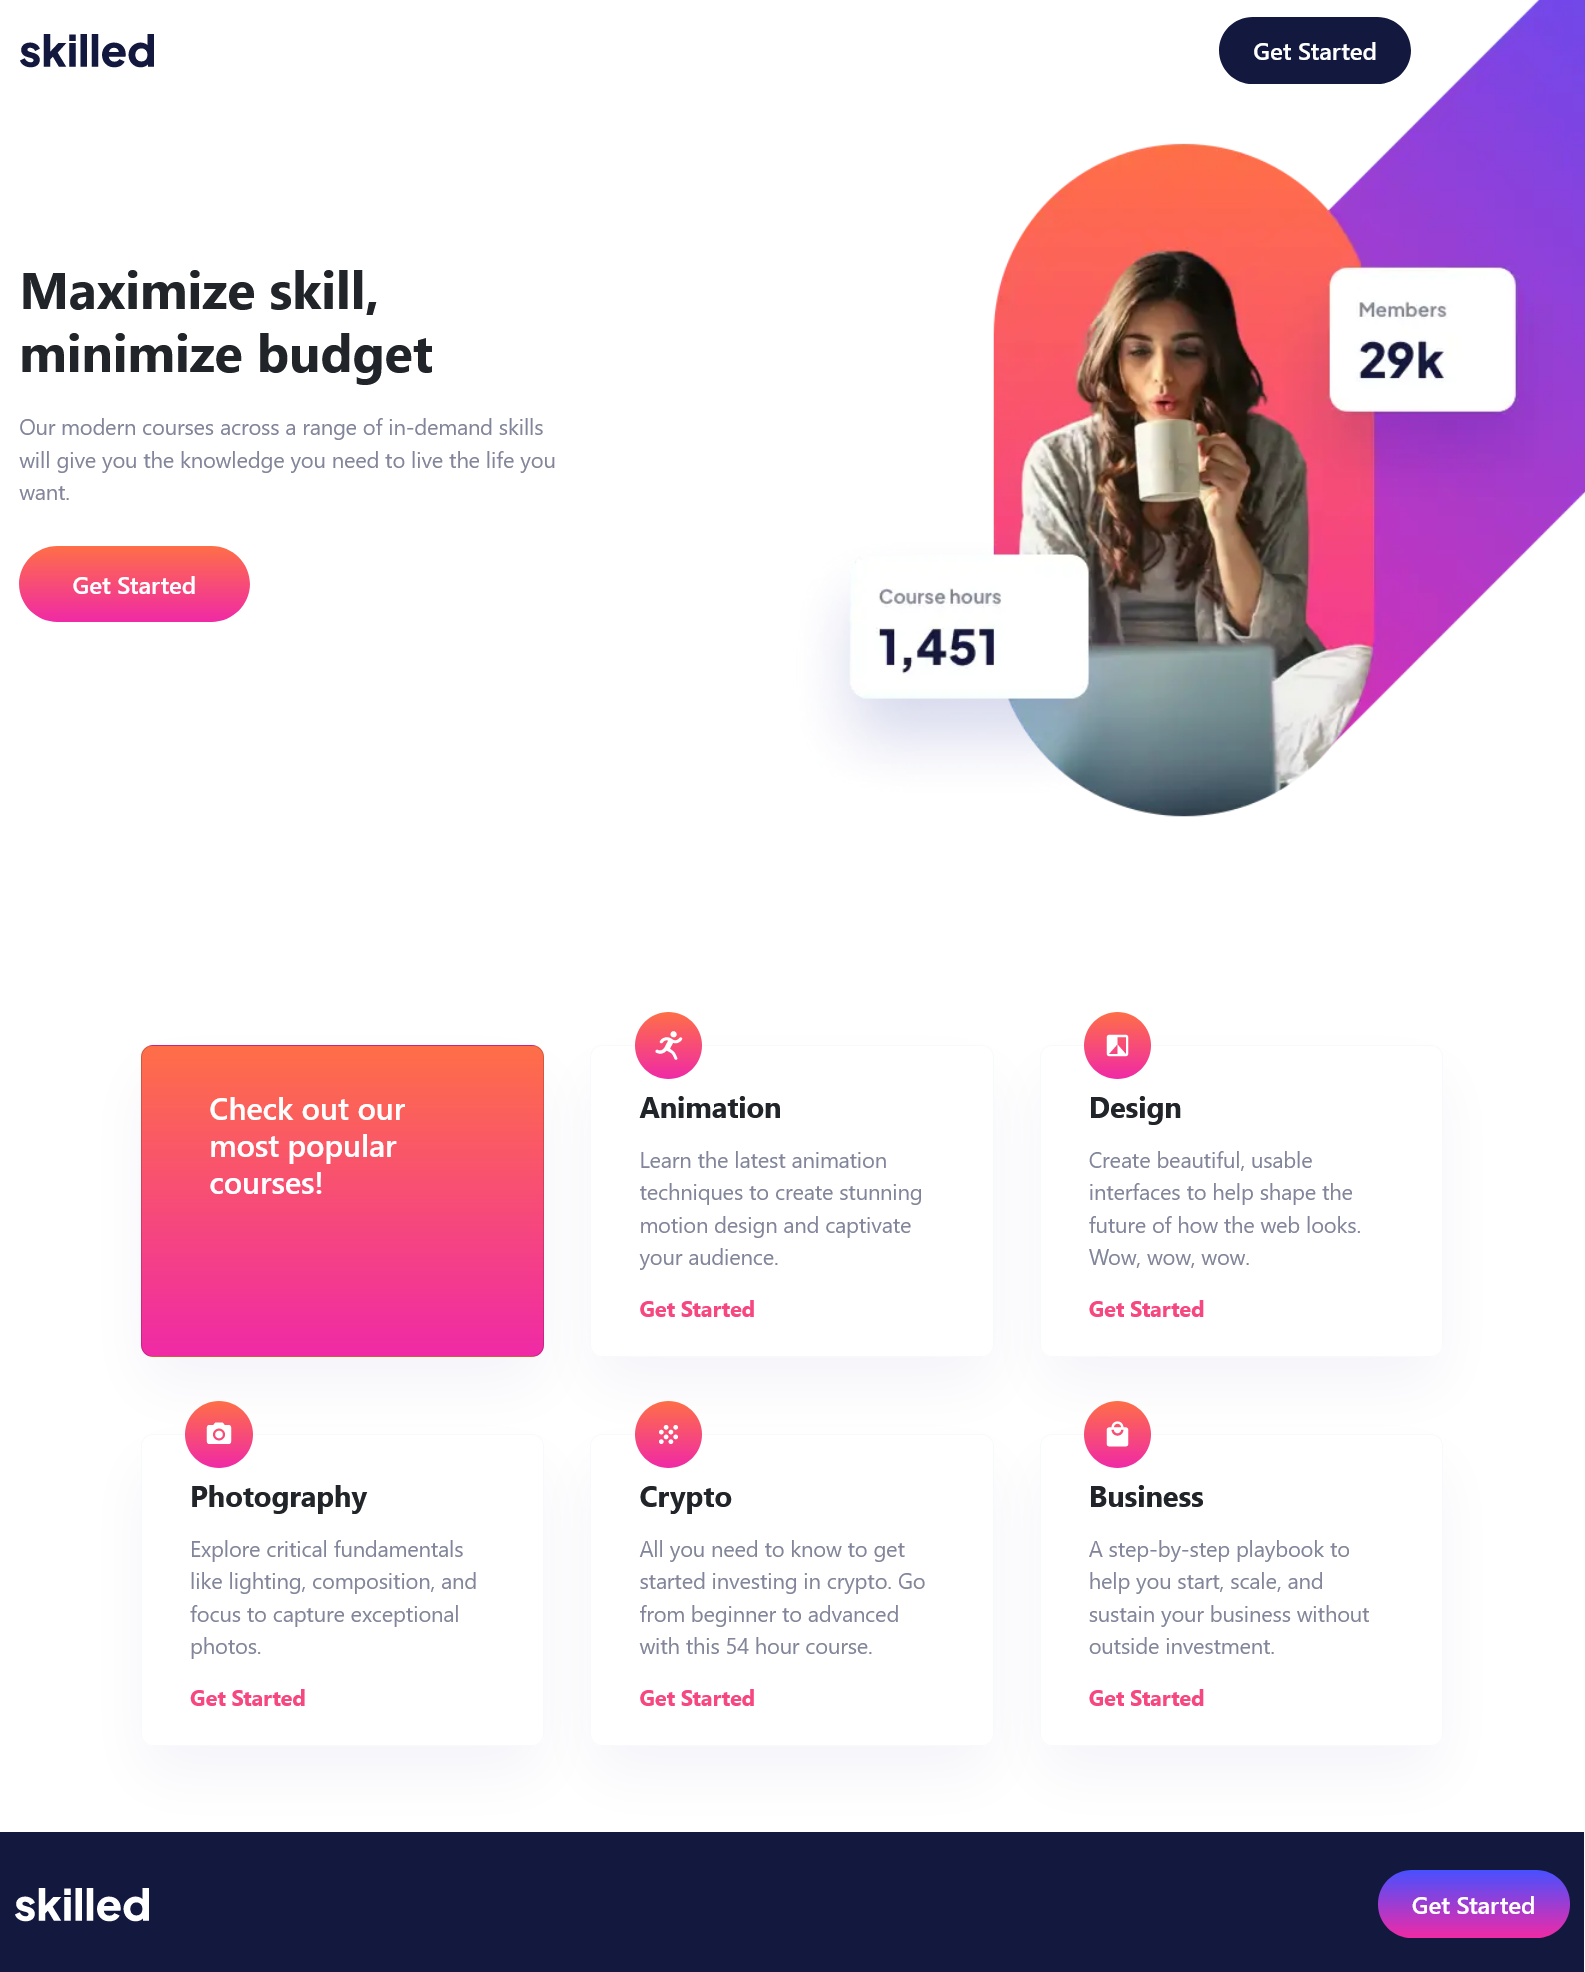 skilled
Get Started
Maximize skill,
minimize budget
Our modern courses across a range of in-demand skills
will give you the knowledge you need to live the life you
want.
Get Started
Members
29k
Course hours
1,451
Check out our
most popular
courses!
Animation
Learn the latest animation
techniques to create stunning
motion design and captivate
your audience.
Get Started
Design
Create beautiful, usable
interfaces to help shape the
future of how the web looks.
Wow, wow, wow.
Get Started
Photography
Explore critical fundamentals
like lighting, composition, and
focus to capture exceptional
photos.
Get Started
Crypto
All you need to know to get
started investing in crypto. Go
from beginner to advanced
with this 54 hour course.
Get Started
Business
A step-by-step playbook to
help you start, scale, and
sustain your business without
outside investment.
Get Started
skilled
Get Started